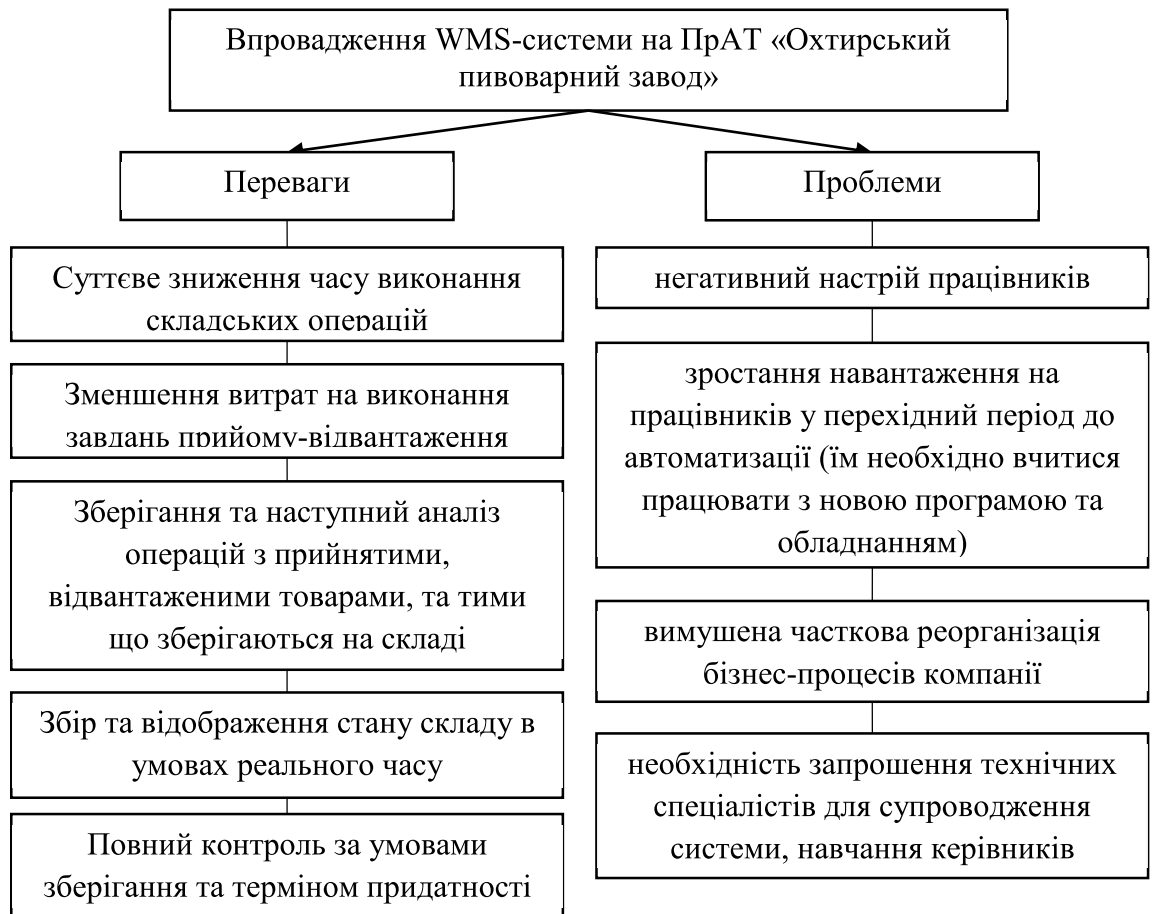 Впровадження WMS-системи на ПрАТ «Охтирський
пивоварний завод»
Переваги
Суттєве зниження часу виконання
складських операцій
Зменшення витрат на виконання
завдань прийому-відвантаження
Зберігання та наступний аналіз
операцій з прийнятими,
відвантаженими товарами, та тими
що зберігаються на складі
Збір та відображення стану складу в
умовах реального часу
Повний контроль за умовами
зберігання та терміном придатності
Проблеми
негативний настрій працівників
зростання навантаження на
працівників у перехідний період до
автоматизації (їм необхідно вчитися
працювати з новою програмою та
обладнанням)
вимушена часткова реорганізація
бізнес-процесів компанії
необхідність запрошення технічних
спеціалістів для супроводження
системи, навчання керівників